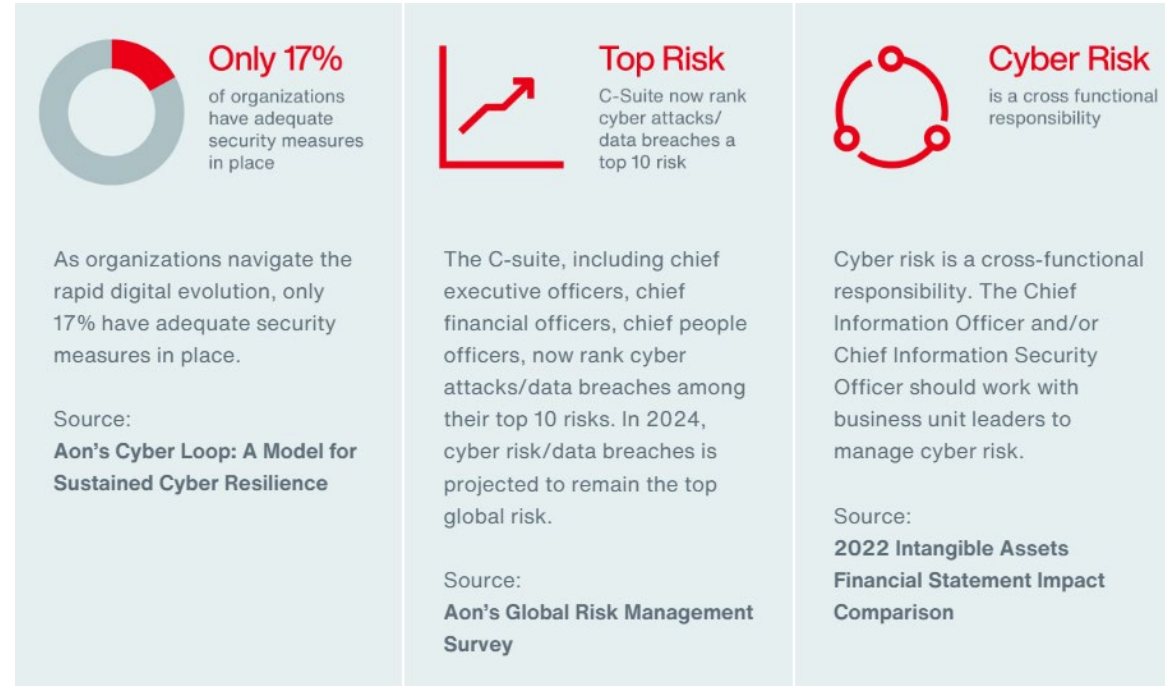 Only 17%
of organizations
have adequate
security measures
in place
As organizations navigate the
rapid digital evolution, only
17% have adequate security
measures in place.
Source:
Aon's Cyber Loop: A Model for
Sustained Cyber Resilience
Top Risk
C-Suite now rank
cyber attacks/
data breaches a
top 10 risk
The C-suite, including chief
executive officers, chief
financial officers, chief people
officers, now rank cyber
attacks/data breaches among
their top 10 risks. In 2024,
cyber risk/data breaches is
projected to remain the top
global risk.
Source:
Aon's Global Risk Management
Survey
Cyber Risk
is a cross functional
responsibility
Cyber risk is a cross-functional
responsibility. The Chief
Information Officer and/or
Chief Information Security
Officer should work with
business unit leaders to
manage cyber risk.
Source:
2022 Intangible Assets
Financial Statement Impact
Comparison